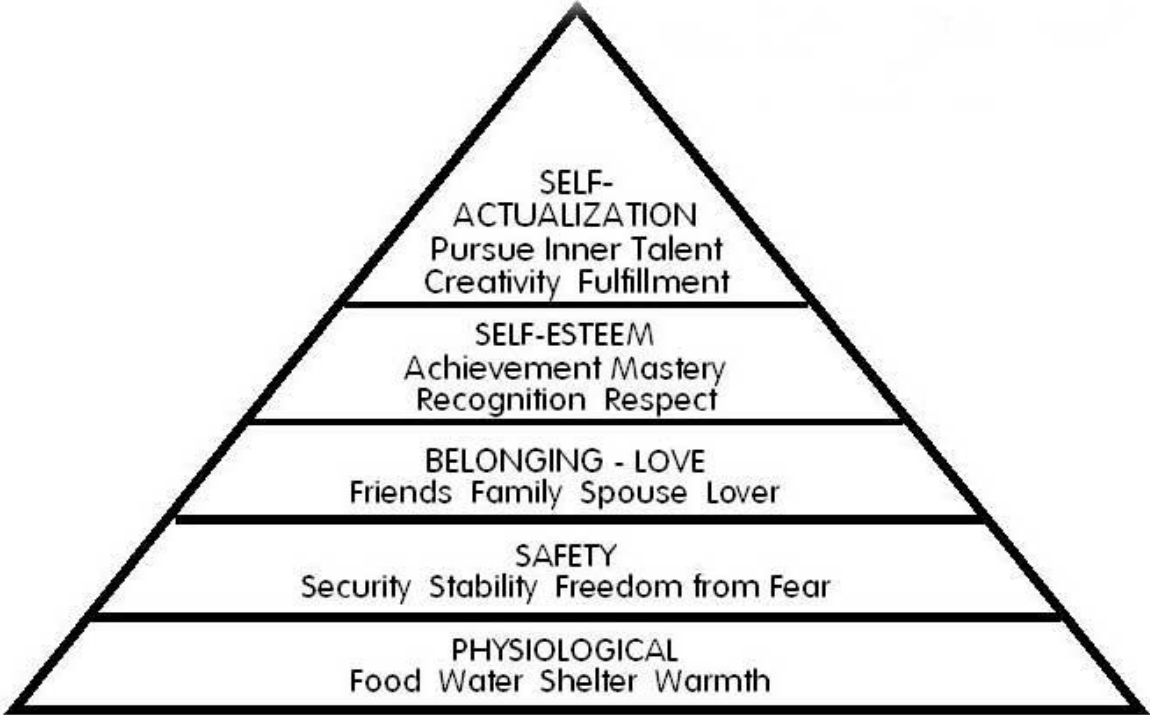 SELF-
ACTUALIZATION
Pursue Inner Talent
Creativity Fulfillment
SELF-ESTEEM
Achievement Mastery
Recognition Respect
BELONGING - LOVE
Friends Family Spouse Lover
SAFETY
Security Stability Freedom from Fear
PHYSIOLOGICAL
Food Water Shelter Warmth